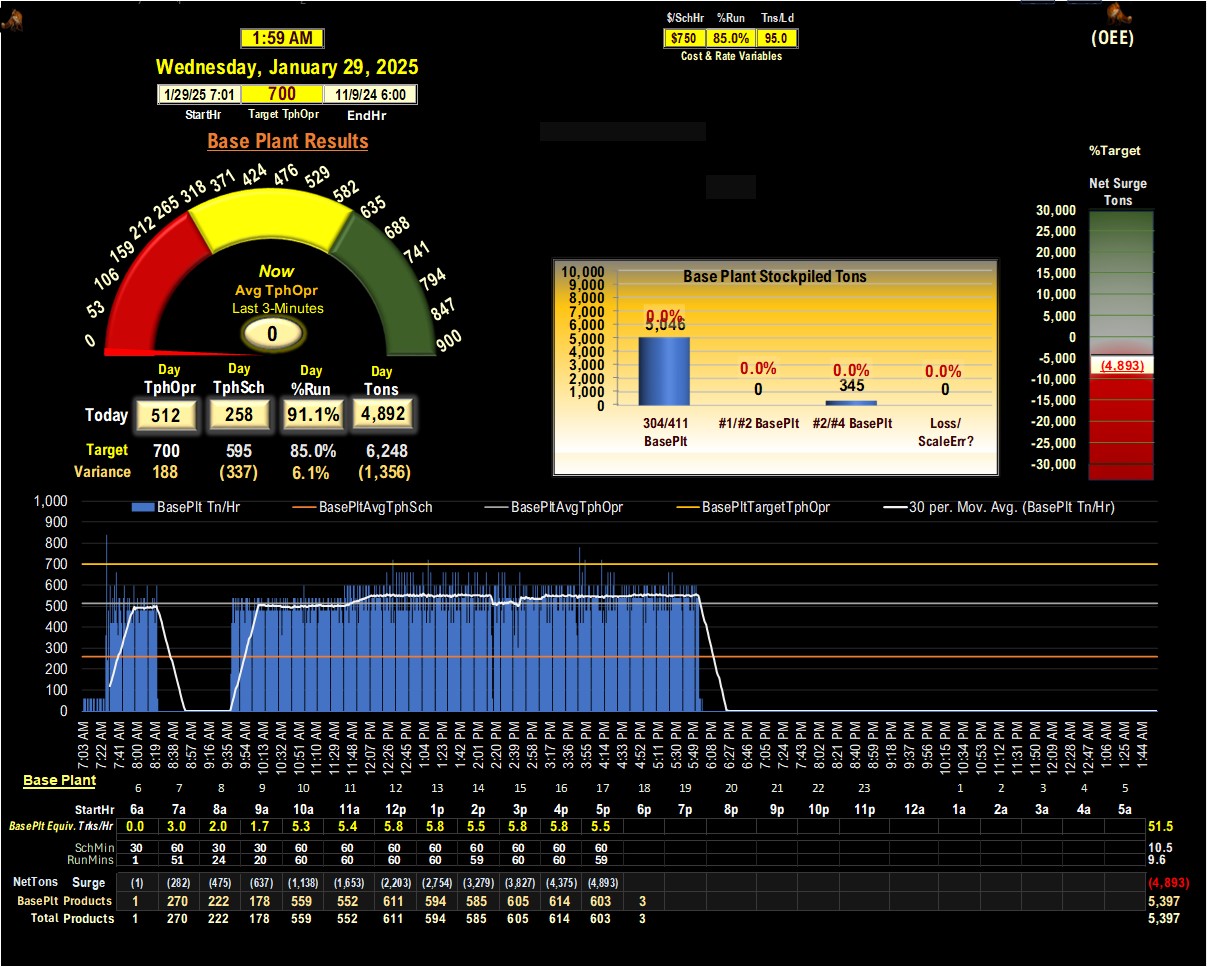 $/SchHr %Run Tns/Ld
$750 85.0% 95.0
Cost & Rate Variables
(OEE)
1:59 AM
Wednesday, January 29, 2025
1/29/25 7:01 700 11/9/24 6:00
StartHr Target TphOpr EndHr
Base Plant Results
0 53 106 159 212 265 318 371 424 476 529 582 635 688 741 794 847 900
Now
Avg TphOpr
Last 3-Minutes
0
Day Day Day Day
TphOpr TphSch %Run Tons
Today 512 258 91.1% 4,892
Target 700 595 85.0% 6,248
Variance 188 (337) 6.1% (1,356)
Base Plant Stockpiled Tons
10,000
9,000
8,000
7,000
6,000
5,000
4,000
3,000
2,000
1,000
0
0.0% 0.0% 0.0% 0.0%
5,046 0 345 0
304/411 BasePlt
#1/#2 BasePlt
#2/#4 BasePlt
Loss/ ScaleErr?
%Target
Net Surge
Tons
30,000
25,000
20,000
15,000
10,000
5,000
0
-5,000
-10,000
-15,000
-20,000
-25,000
-30,000
(4,893)
BasePlt Tn/Hr BasePltAvgTphSch BasePltAvgTphOpr BasePltTargetTphOpr 30 per. Mov. Avg. (BasePlt Tn/Hr)
1,000
900
800
700
600
500
400
300
200
100
0
7:03 AM 7:22 AM 7:41 AM 8:00 AM 8:19 AM 8:38 AM 8:57 AM 9:16 AM 9:35 AM 9:54 AM 10:13 AM 10:32 AM 10:51 AM 11:10 AM 11:29 AM 11:48 AM 12:07 PM 12:26 PM 12:45 PM 1:04 PM 1:23 PM 1:42 PM 2:01 PM 2:20 PM 2:39 PM 2:58 PM 3:17 PM 3:36 PM 3:55 PM 4:14 PM 4:33 PM 4:52 PM 5:11 PM 5:30 PM 5:49 PM 6:08 PM 6:27 PM 6:46 PM 7:05 PM 7:24 PM 7:43 PM 8:02 PM 8:21 PM 8:40 PM 8:59 PM 9:18 PM 9:37 PM 9:56 PM 10:15 PM 10:34 PM 10:53 PM 11:12 PM 11:31 PM 11:50 PM 12:09 AM 12:28 AM 12:47 AM 1:06 AM 1:25 AM 1:44 AM
Base Plant
6 7 8 9 10 11 12 13 14 15 16 17 18 19 20 21 22 23 1 2 3 4 5
StartHr 6a 7a 8a 9a 10a 11a 12p 1p 2p 3p 4p 5p 6p 7p 8p 9p 10p 11p 12a 1a 2a 3a 4a 5a
BasePlt Equiv. Trks/Hr 0.0 3.0 2.0 1.7 5.3 5.4 5.8 5.8 5.5 5.8 5.8 5.5 51.5
SchMin 30 60 30 30 60 60 60 60 60 60 60 60 10.5
RunMins 1 51 24 20 60 60 60 60 59 60 60 59 9.6
NetTons Surge (1) (282) (475) (637) (1,138) (1,653) (2,203) (2,754) (3,279) (3,827) (4,375) (4,893) (4,893)
BasePlt Products 1 270 222 178 559 552 611 594 585 605 614 603 3 5,397
Total Products 1 270 222 178 559 552 611 594 585 605 614 603 3 5,397